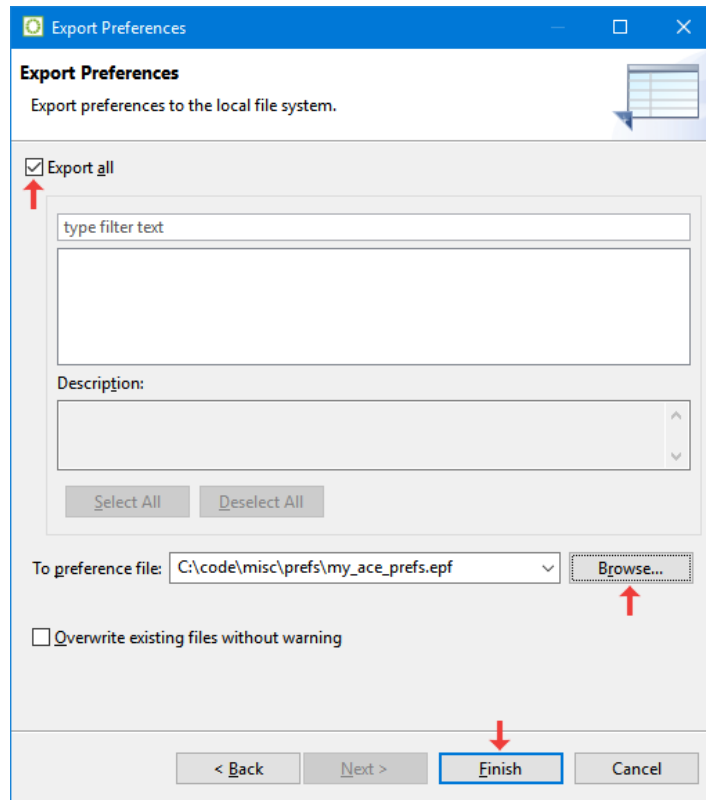 Export Preferences
Export Preferences
Export preferences to the local file system.
Export all
type filter text
Description:
Select All Deselect All
To preference file: C:\code\misc\prefs\my_ace_prefs.epf Browse...
Overwrite existing files without warning
< Back Next > Finish Cancel